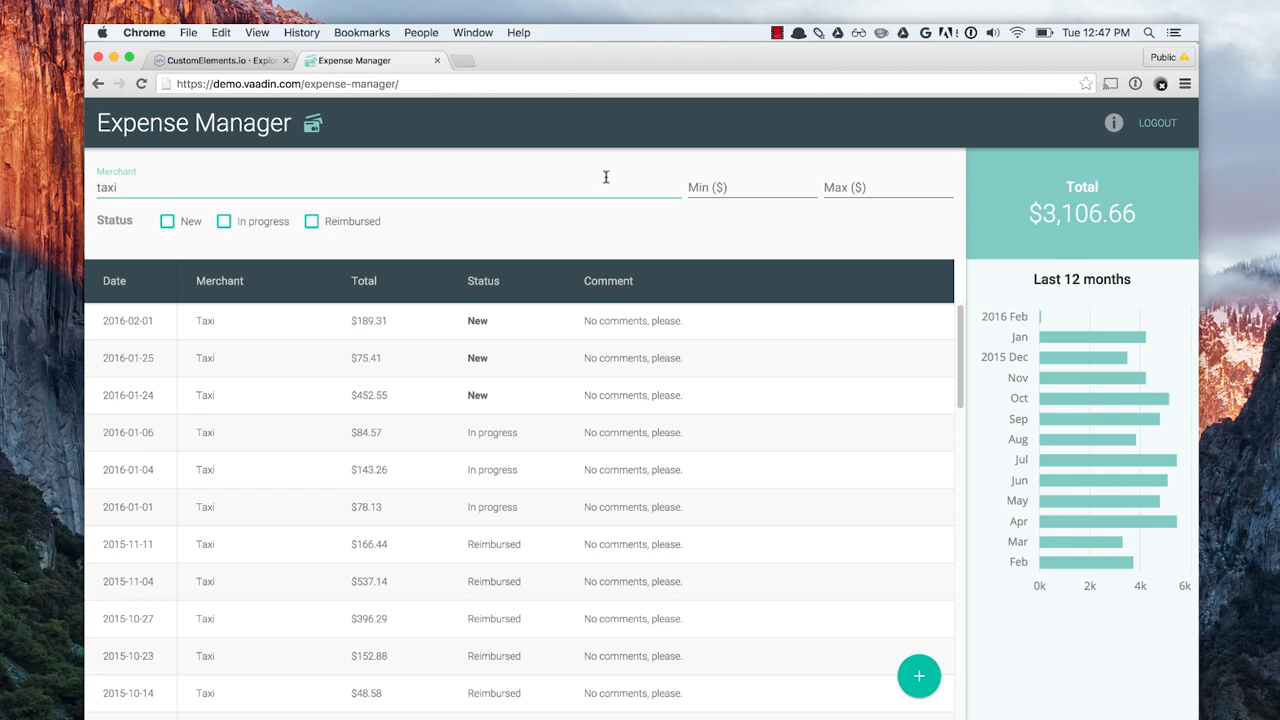 Chrome File Edit View History Bookmarks People Window Help Tue 12:47 PM
CustomElements.io · Explo Expense Manager Public
https://demo.vaadin.com/expense-manager/
Expense Manager LOGOUT
Merchant
taxi Min ($) Max ($)
Status New In progress Reimbursed
Total
$3,106.66
Date Merchant Total Status Comment
2016-02-01 Taxi $189.31 New No comments, please.
2016-01-25 Taxi $75.41 New No comments, please.
2016-01-24 Taxi $452.55 New No comments, please.
2016-01-06 Taxi $84.57 In progress No comments, please.
2016-01-04 Taxi $143.26 In progress No comments, please.
2016-01-01 Taxi $78.13 In progress No comments, please.
2015-11-11 Taxi $166.44 Reimbursed No comments, please.
2015-11-04 Taxi $537.14 Reimbursed No comments, please.
2015-10-27 Taxi $396.29 Reimbursed No comments, please.
2015-10-23 Taxi $152.88 Reimbursed No comments, please.
2015-10-14 Taxi $48.58 Reimbursed No comments, please.
+
Last 12 months
2016 Feb
Jan
2015 Dec
Nov
Oct
Sep
Aug
Jul
Jun
May
Apr
Mar
Feb
0k 2k 4k 6k